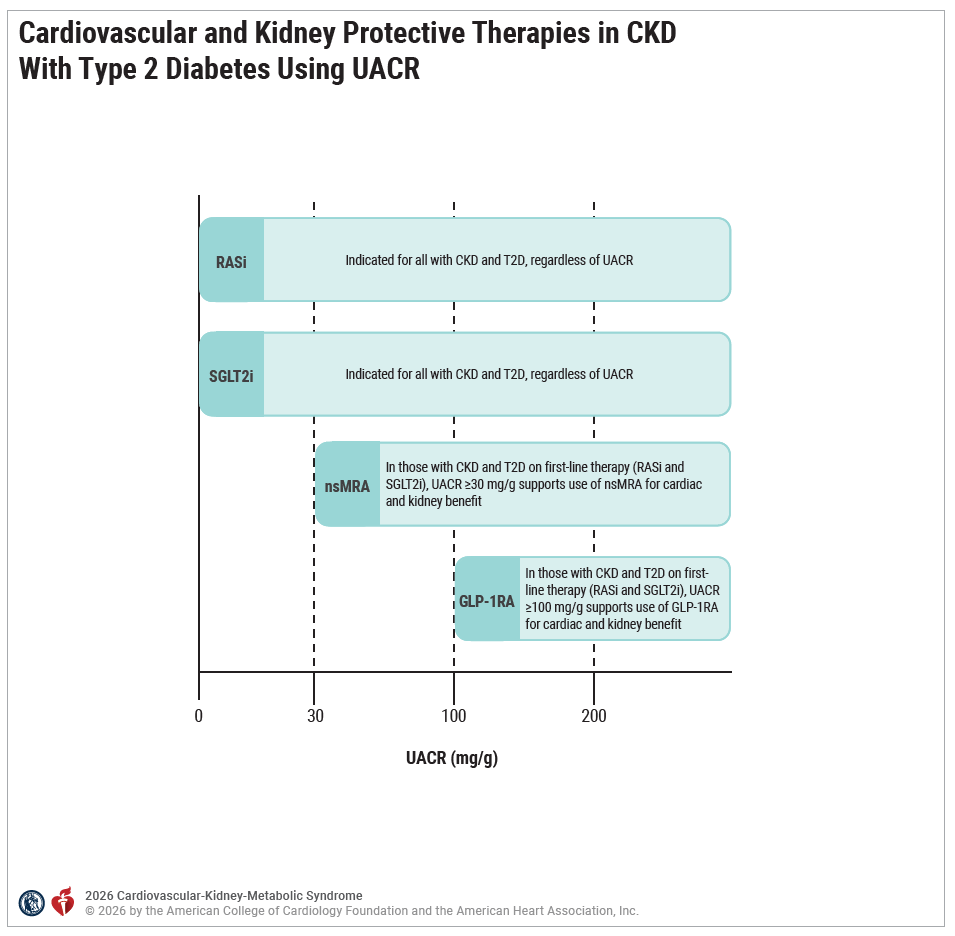 Cardiovascular and Kidney Protective Therapies in CKD
With Type 2 Diabetes Using UACR
RASi
Indicated for all with CKD and T2D, regardless of UACR
SGLT2i
Indicated for all with CKD and T2D, regardless of UACR
nsMRA
In those with CKD and T2D on first-line therapy (RASi and
SGLT2i), UACR ≥30 mg/g supports use of nsMRA for cardiac
and kidney benefit
GLP-1RA
In those with CKD and T2D on first-
line therapy (RASi and SGLT2i), UACR
≥100 mg/g supports use of GLP-1RA
for cardiac and kidney benefit
0
30
100
200
UACR (mg/g)
2026 Cardiovascular-Kidney-Metabolic Syndrome
© 2026 by the American College of Cardiology Foundation and the American Heart Association, Inc.